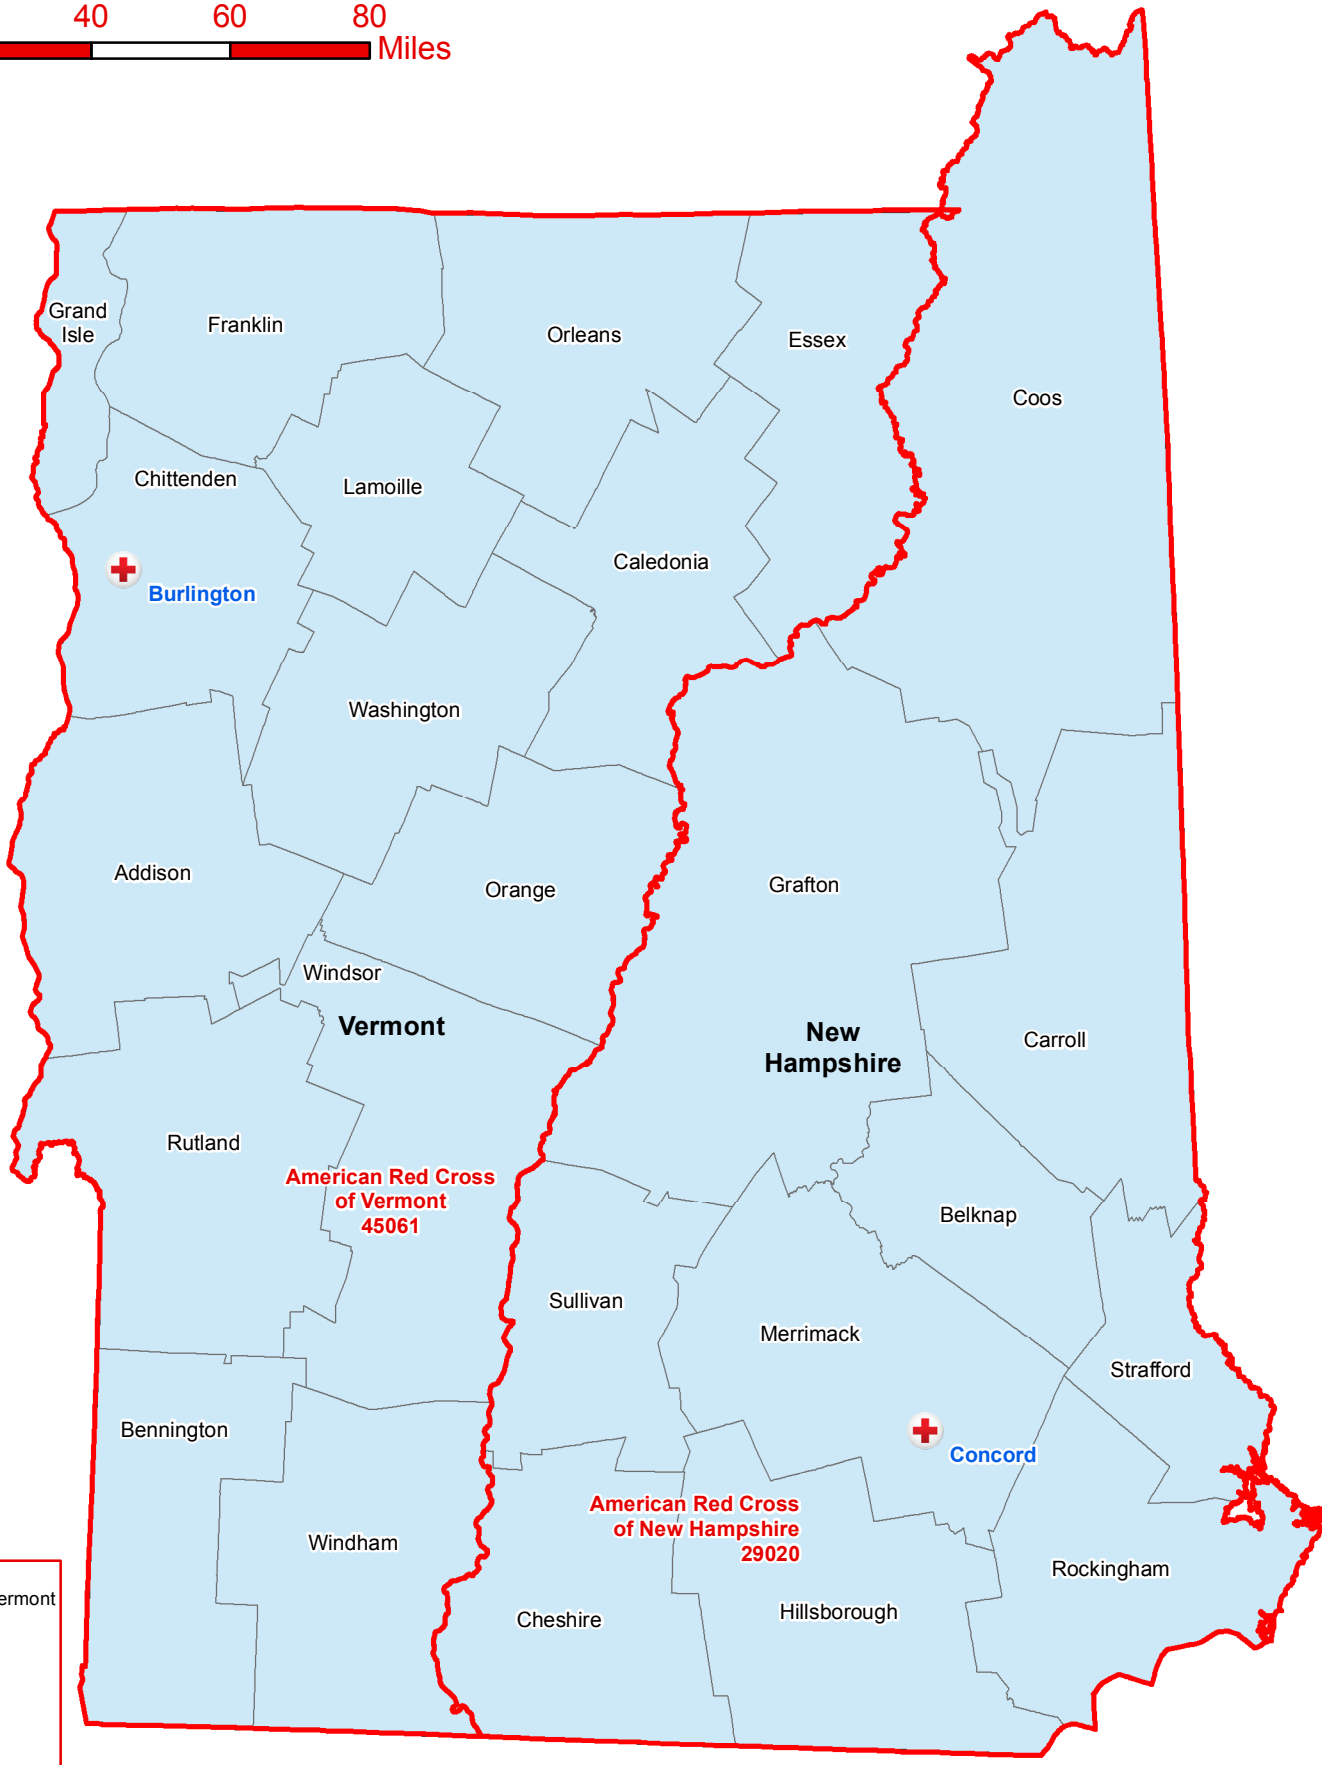 40 60 80
Miles
Grand
Isle
Franklin
Orleans
Essex
Coos
Chittenden
Lamoille
Caledonia
Burlington
Washington
Addison
Orange
Grafton
Windsor
Vermont
New
Hampshire
Carroll
Rutland
American Red Cross
of Vermont
45061
Belknap
Sullivan
Merrimack
Strafford
Bennington
Concord
American Red Cross
of New Hampshire
29020
Windham
Rockingham
ermont
Cheshire
Hillsborough